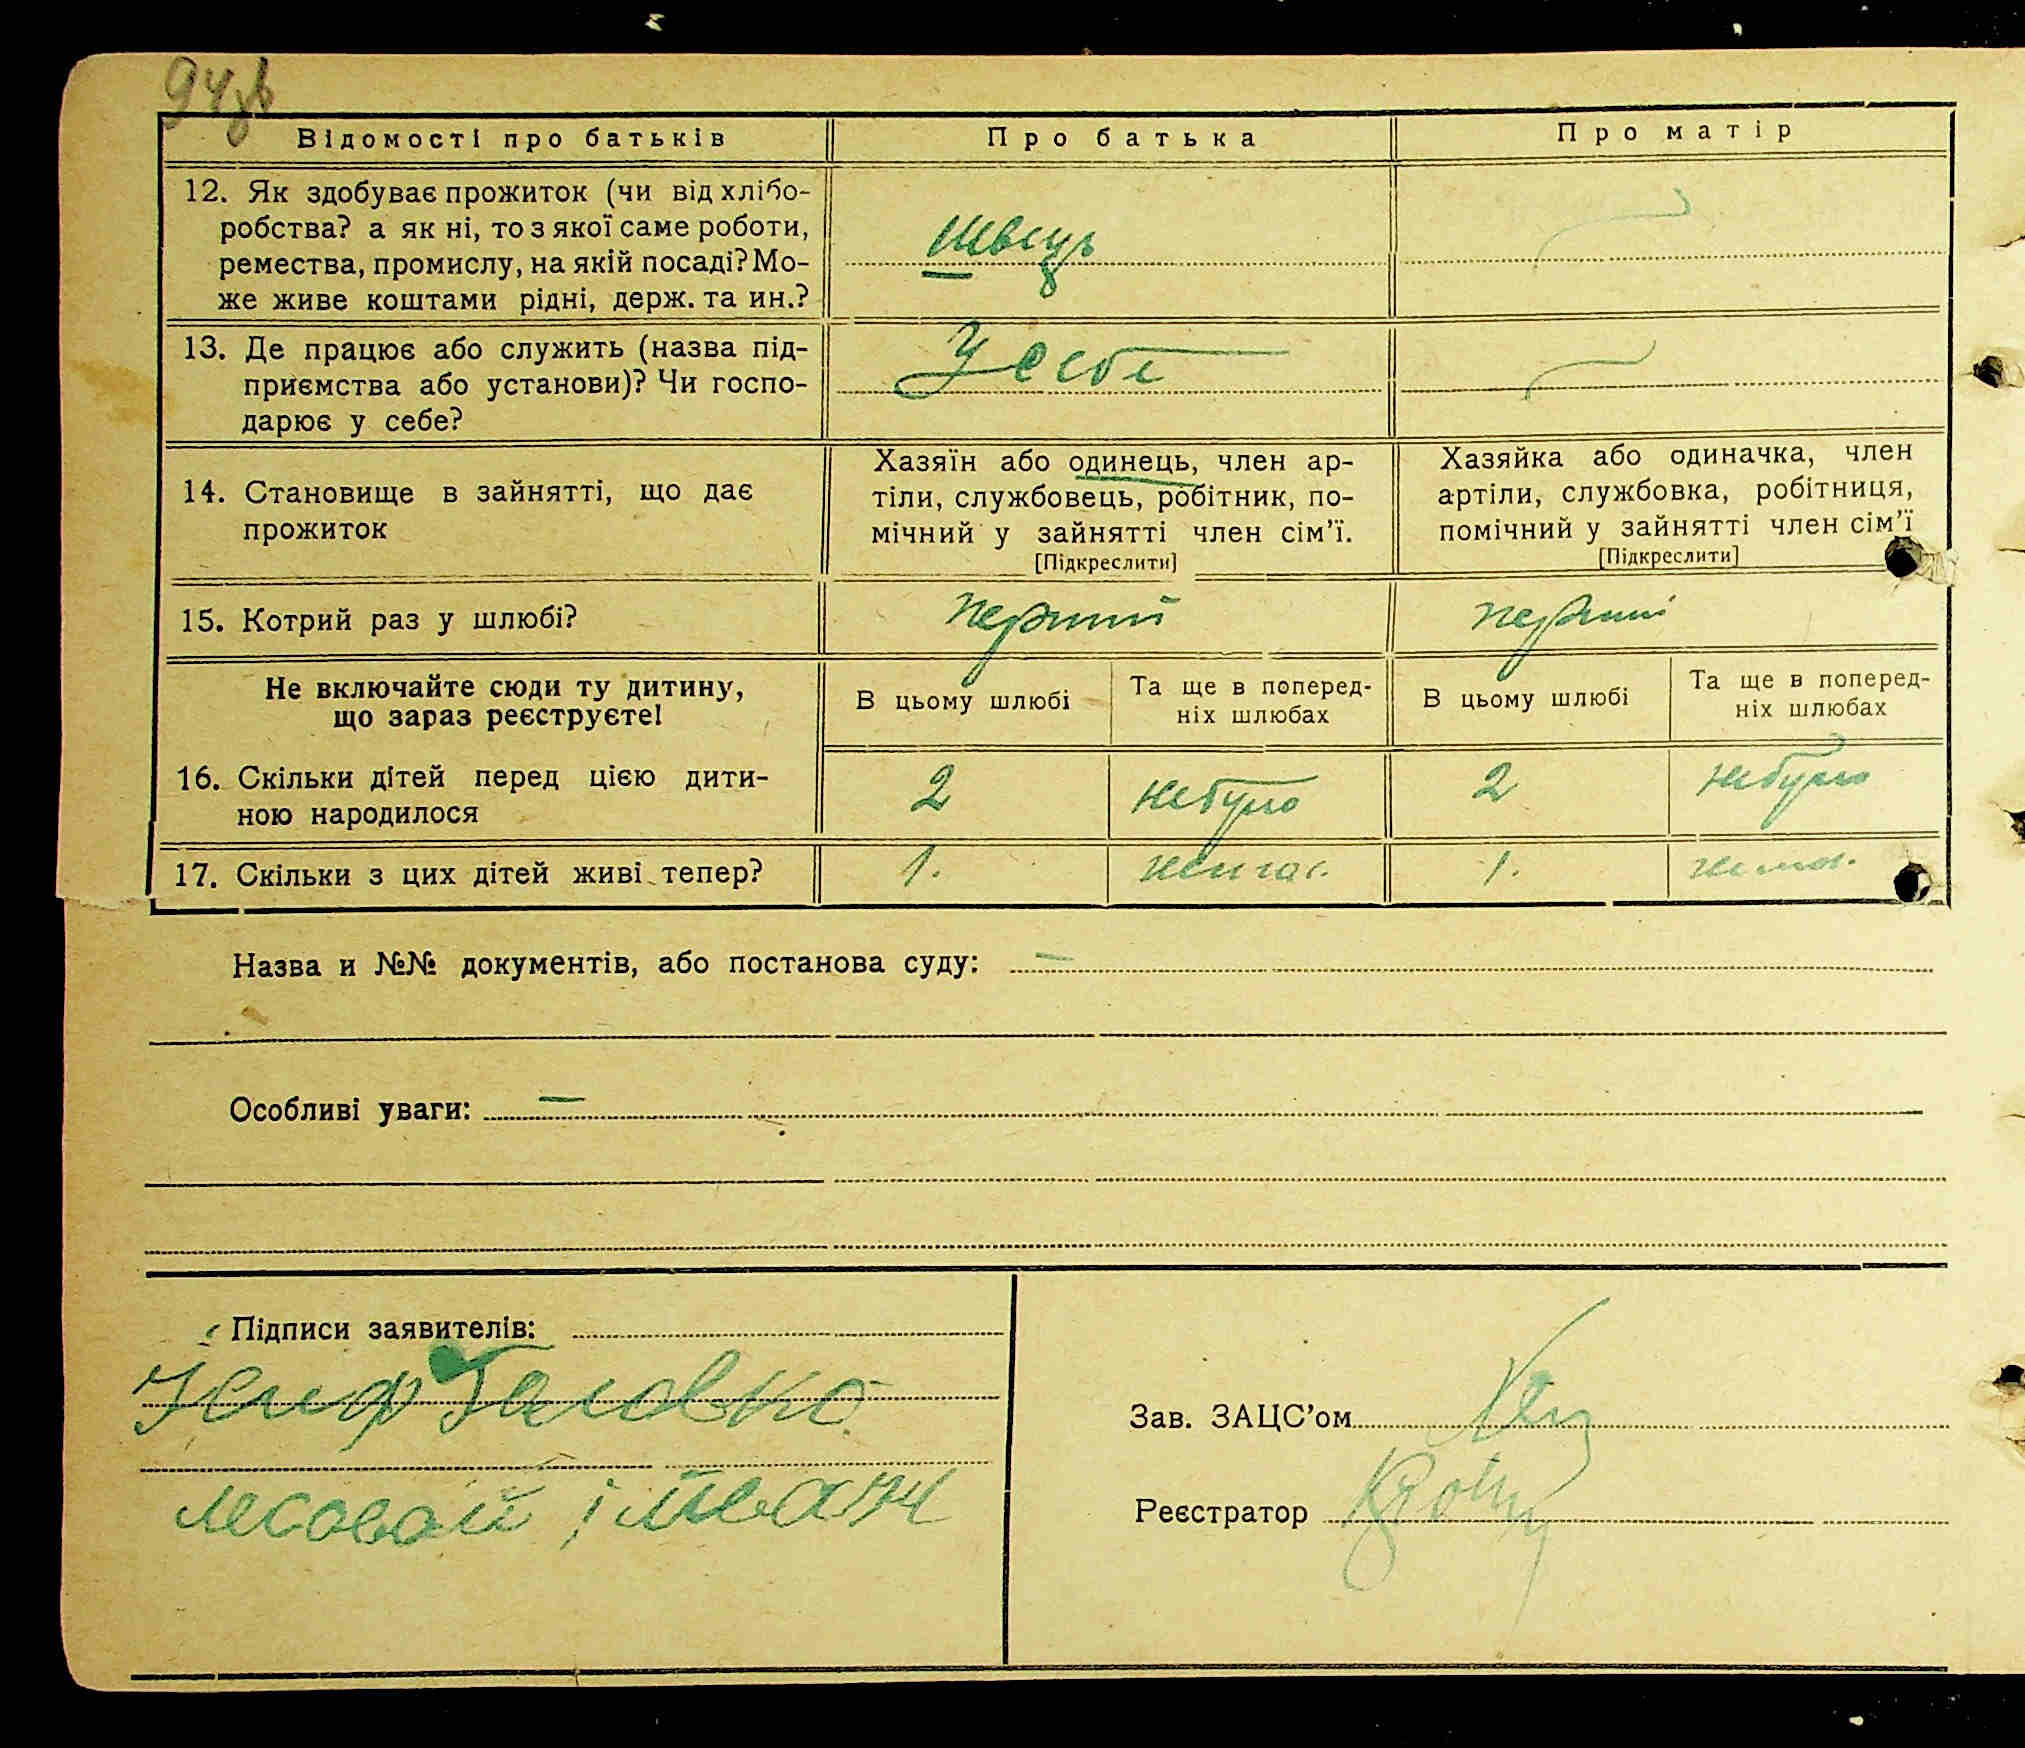 94зв
Відомості про батьків
Про батька
Про матір
12. Як здобуває прожиток (чи від хлібо-
робства? а як ні, то з якої саме роботи,
ремества, промислу, на якій посаді? Мо-
же живе коштами рідні, держ. та ин.?
швець
13. Де працює або служить (назва під-
приємства або установи)? Чи госпо-
дарює у себе?
У себе
14. Становище в зайнятті, що дає
прожиток
Хазяїн або одинець, член ар-
тіли, службовець, робітник, по-
мічний у зайнятті член сім'ї.
[Підкреслити]
Хазяйка або одиначка, член
артіли, службовка, робітниця,
помічний у зайнятті член сім'ї
[Підкреслити]
15. Котрий раз у шлюбі?
перший
перший
Не включайте сюди ту дитину,
що зараз реєструєте!
В цьому шлюбі
Та ще в поперед-
ніх шлюбах
В цьому шлюбі
Та ще в поперед-
ніх шлюбах
16. Скільки дітей перед цією дити-
ною народилося
2
небуло
2
небуло
17. Скільки з цих дітей живі тепер?
1.
1.
Назва и №№ документів, або постанова суду: —
Особливі уваги: —
Підписи заявителів:
Галовко
лесовой іиван
Зав. ЗАЦС'ом
Реєстратор